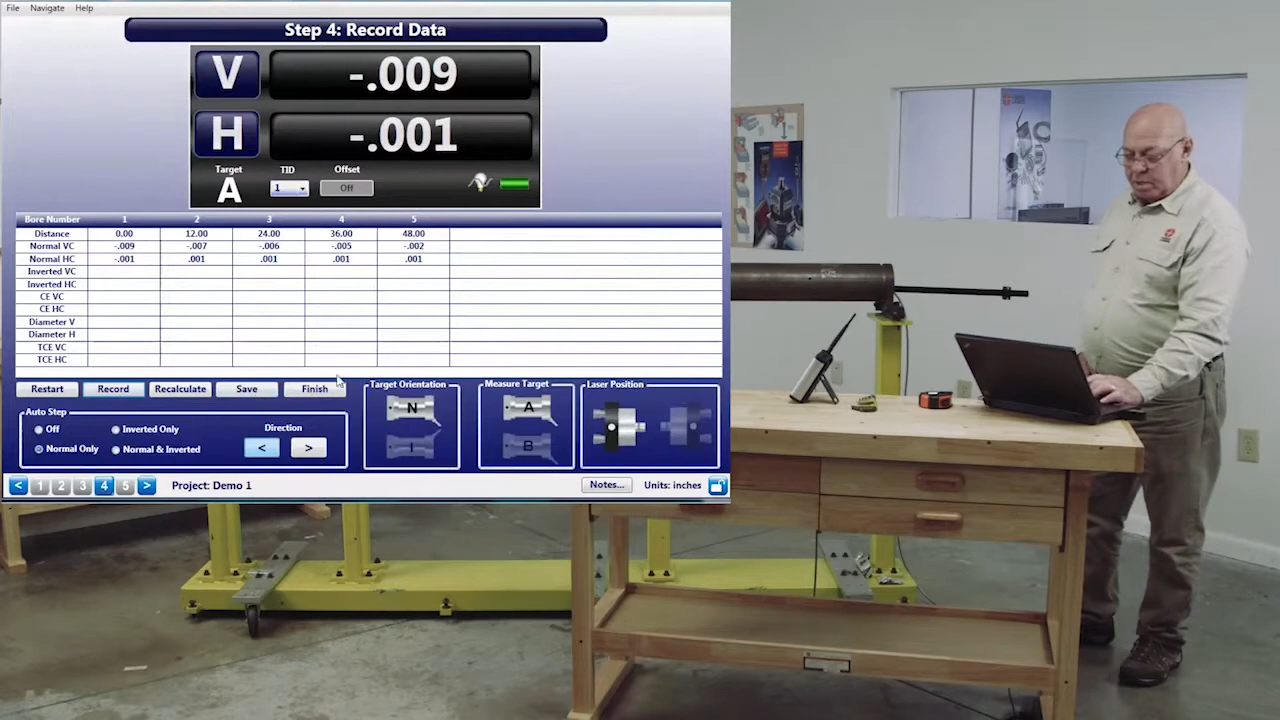 File Navigate Help
Step 4: Record Data
V -.009
H -.001
Target TID Offset
A 1 Off
Bore Number 1 2 3 4 5
Distance 0.00 12.00 24.00 36.00 48.00
Normal VC -.009 -.007 -.006 -.005 -.002
Normal HC -.001 .001 .001 .001 .001
Inverted VC
Inverted HC
CE VC
CE HC
Diameter V
Diameter H
TCE VC
TCE HC
Restart Record Recalculate Save Finish
Auto Step
Off Inverted Only Direction
Normal Only Normal & Inverted < >
Target Orientation
N
I
Measure Target
A
B
Laser Position
< 1 2 3 4 5 > Project: Demo 1 Notes... Units: inches